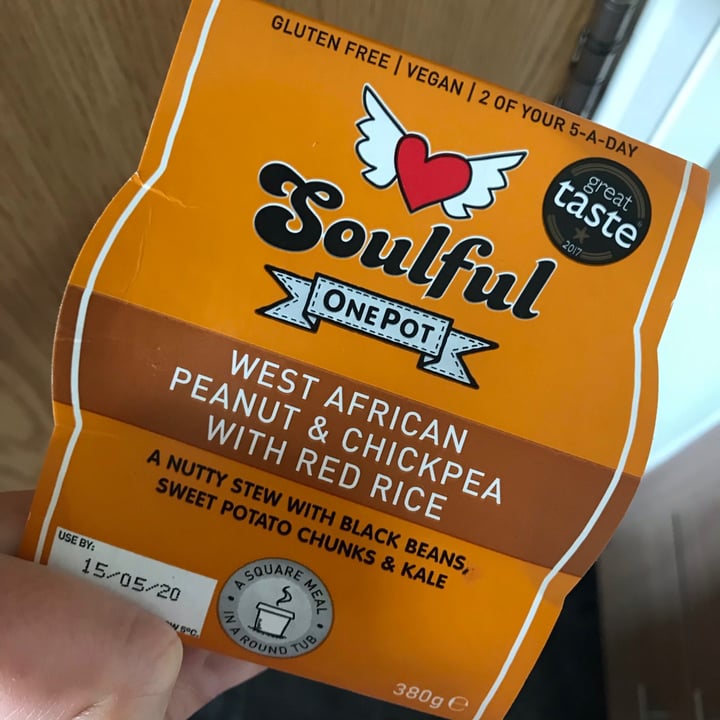 GLUTEN FREE | VEGAN | 2 OF YOUR 5-A-DAY
great
taste
2017
Soulful
ONEPOT
WEST AFRICAN
PEANUT & CHICKPEA
WITH RED RICE
A NUTTY STEW WITH BLACK BEANS,
SWEET POTATO CHUNKS & KALE
USE BY:
15/05/20
5°C.
A SQUARE MEAL
IN A ROUND TUB
380g ℮